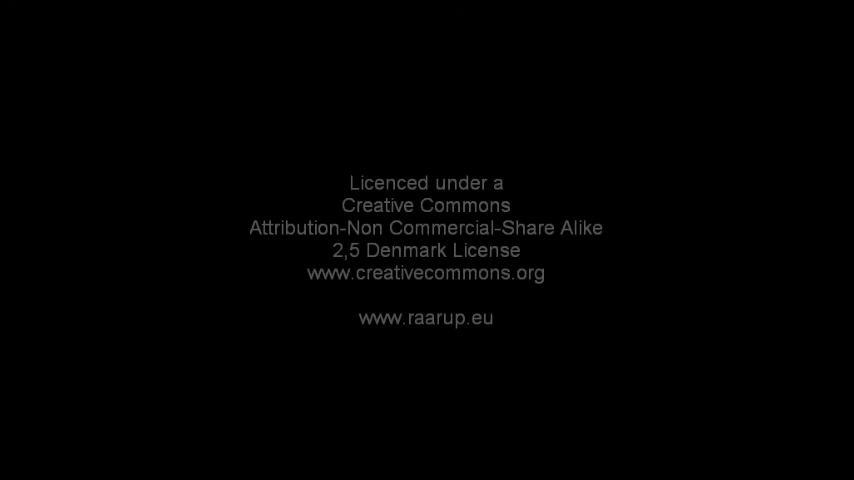 Licenced under a
Creative Commons
Attribution-Non Commercial-Share Alike
2,5 Denmark License
www.creativecommons.org
www.raarup.eu